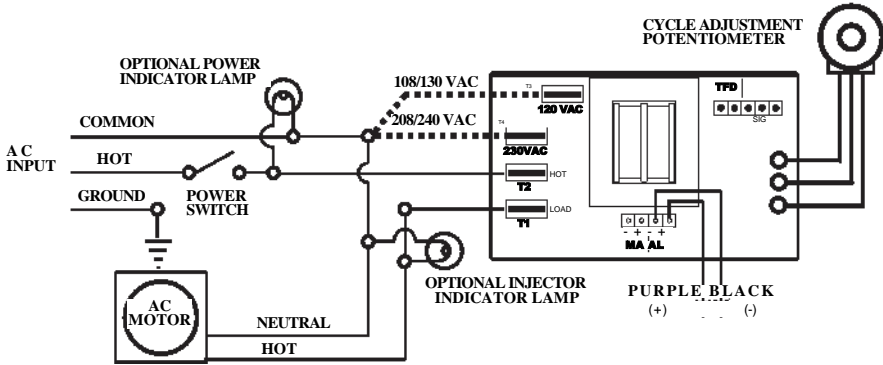 CYCLE ADJUSTMENT
POTENTIOMETER
OPTIONAL POWER
INDICATOR LAMP
108/130 VAC
T3
120 VAC
TFD
SIG
COMMON
208/240 VAC
T4
230VAC
A C
INPUT
HOT
POWER
SWITCH
T2
HOT
GROUND
T1
LOAD
- + - +
MA AL
OPTIONAL INJECTOR
INDICATOR LAMP
PURPLE BLACK
(+) (-)
AC
MOTOR
NEUTRAL
HOT